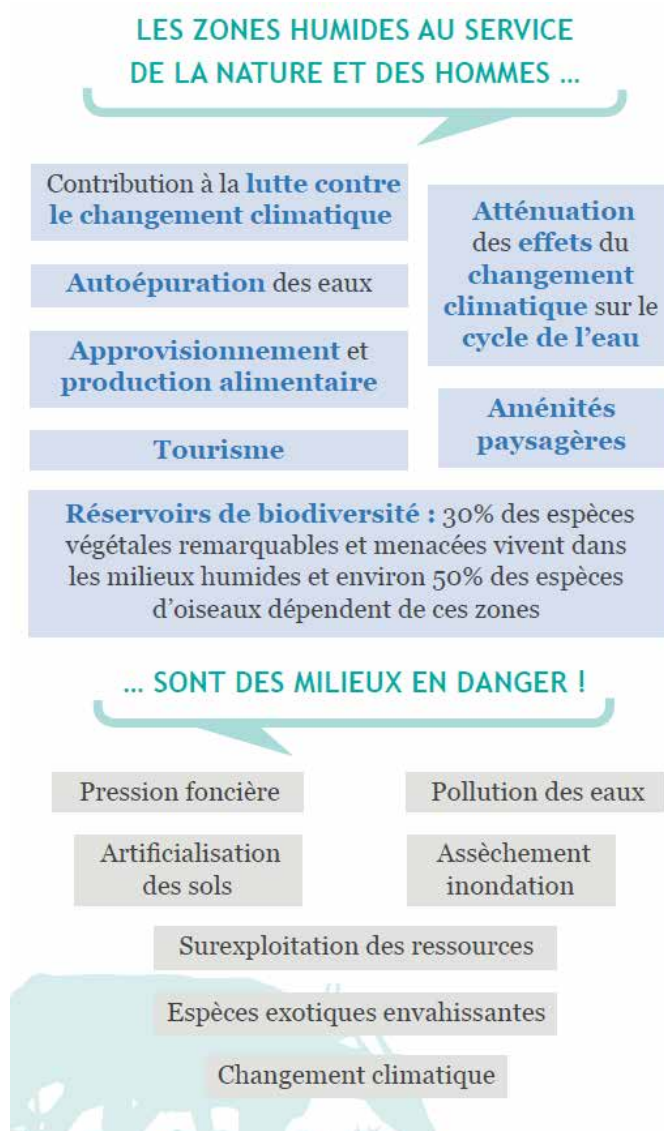 LES ZONES HUMIDES AU SERVICE
DE LA NATURE ET DES HOMMES ...
Contribution à la lutte contre
le changement climatique
Autoépuration des eaux
Approvisionnement et
production alimentaire
Tourisme
Atténuation
des effets du
changement
climatique sur le
cycle de l'eau
Aménités
paysagères
Réservoirs de biodiversité : 30% des espèces
végétales remarquables et menacées vivent dans
les milieux humides et environ 50% des espèces
d'oiseaux dépendent de ces zones
... SONT DES MILIEUX EN DANGER !
Pression foncière
Pollution des eaux
Artificialisation
des sols
Assèchement
inondation
Surexploitation des ressources
Espèces exotiques envahissantes
Changement climatique